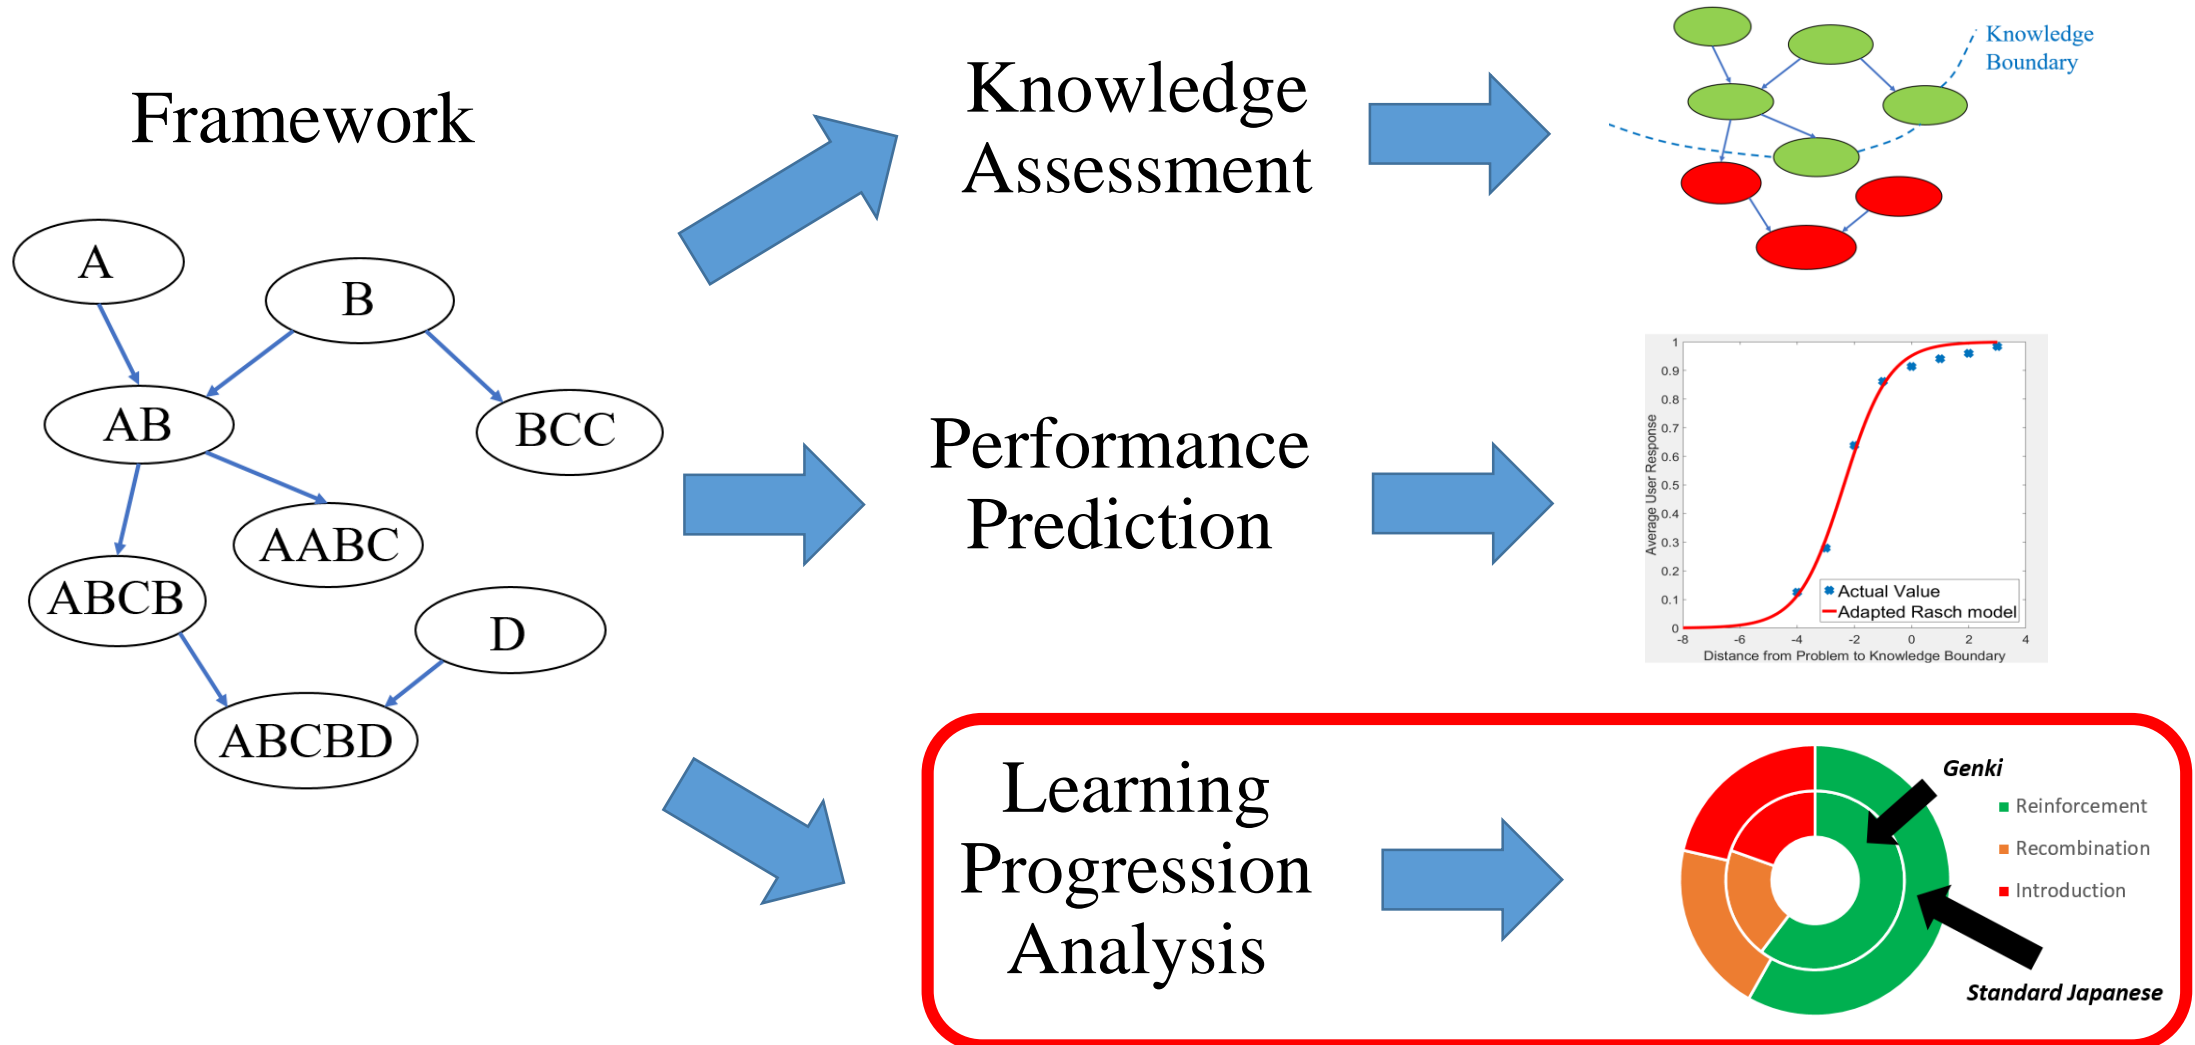 Framework
A
B
AB
BCC
AABC
ABCB
D
ABCBD
Knowledge
Assessment
Knowledge
Boundary
Performance
Prediction
1
0.9
0.8
0.7
0.6
0.5
0.4
0.3
0.2
0.1
0
Average User Response
Actual Value
Adapted Rasch model
-8 -6 -4 -2 0 2 4
Distance from Problem to Knowledge Boundary
Learning
Progression
Analysis
Genki
Reinforcement
Recombination
Introduction
Standard Japanese